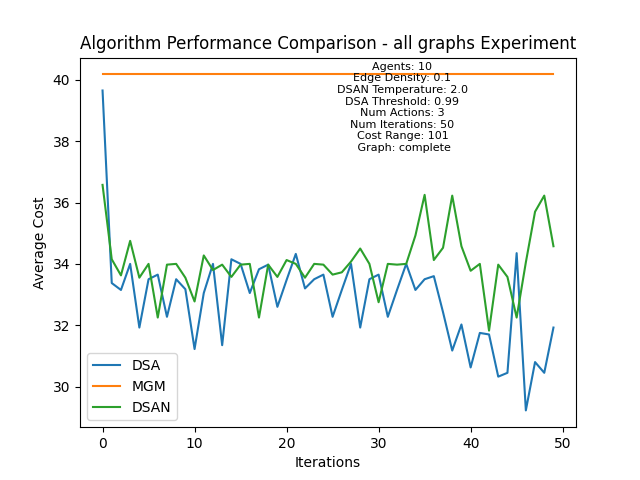 Algorithm Performance Comparison - all graphs Experiment
Agents: 10
Edge Density: 0.1
DSAN Temperature: 2.0
DSA Threshold: 0.99
Num Actions: 3
Num Iterations: 50
Cost Range: 101
Graph: complete
40
38
36
34
32
30
Average Cost
DSA
MGM
DSAN
0 10 20 30 40 50
Iterations